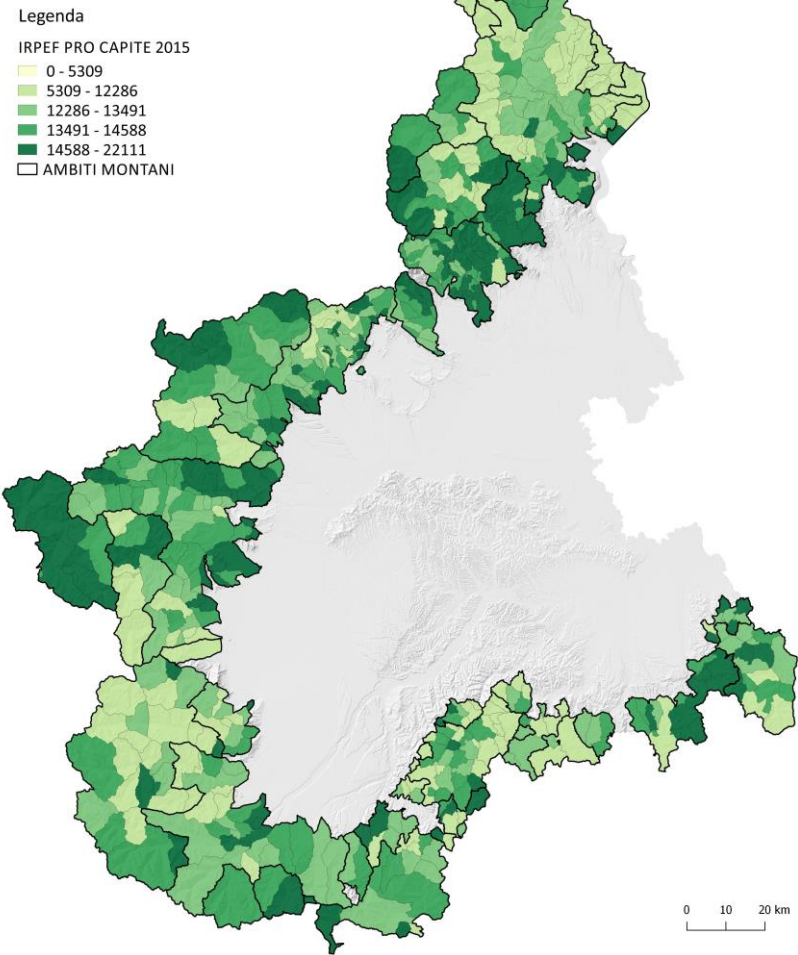 Legenda
IRPEF PRO CAPITE 2015
0 - 5309
5309 - 12286
12286 - 13491
13491 - 14588
14588 - 22111
AMBITI MONTANI
0 10 20 km